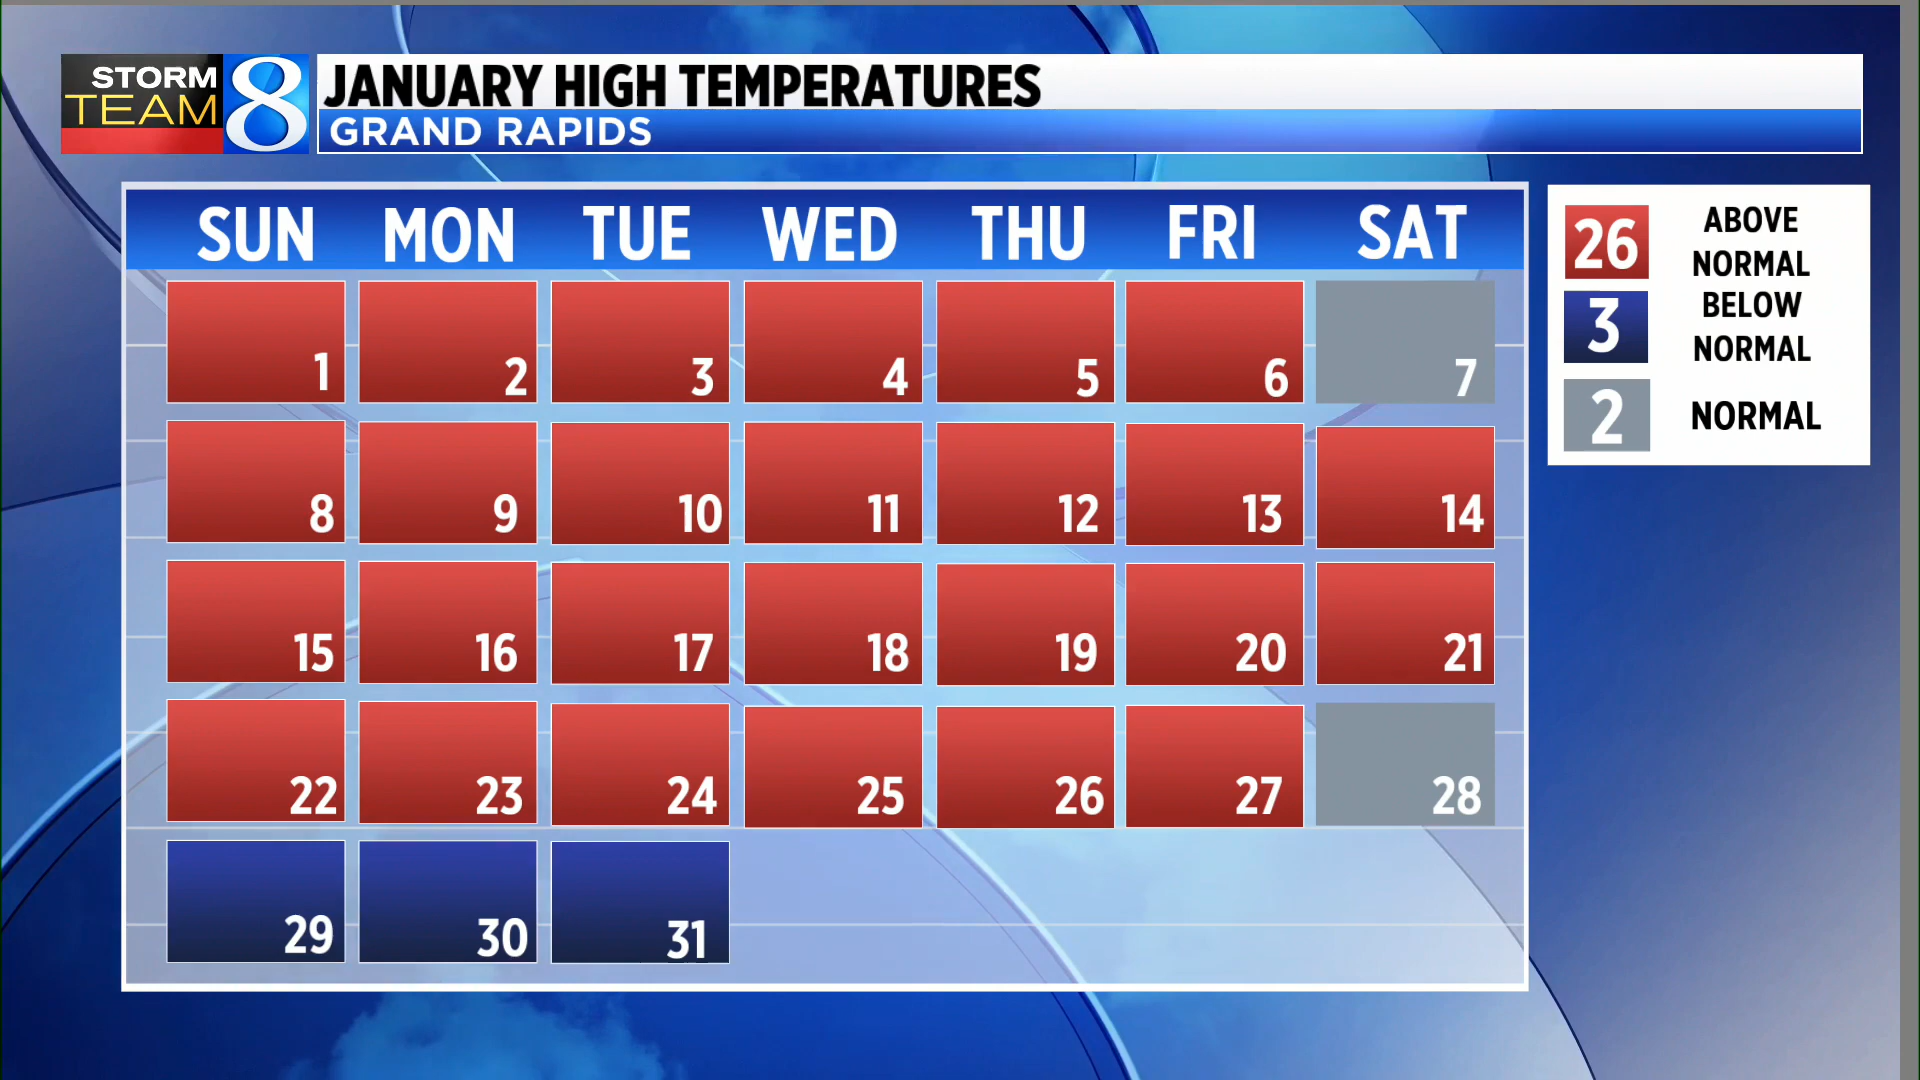 STORM
TEAM
8
JANUARY HIGH TEMPERATURES
GRAND RAPIDS
SUN MON TUE WED THU FRI SAT
1 2 3 4 5 6 7
8 9 10 11 12 13 14
15 16 17 18 19 20 21
22 23 24 25 26 27 28
29 30 31
26 ABOVE
NORMAL
3 BELOW
NORMAL
2 NORMAL